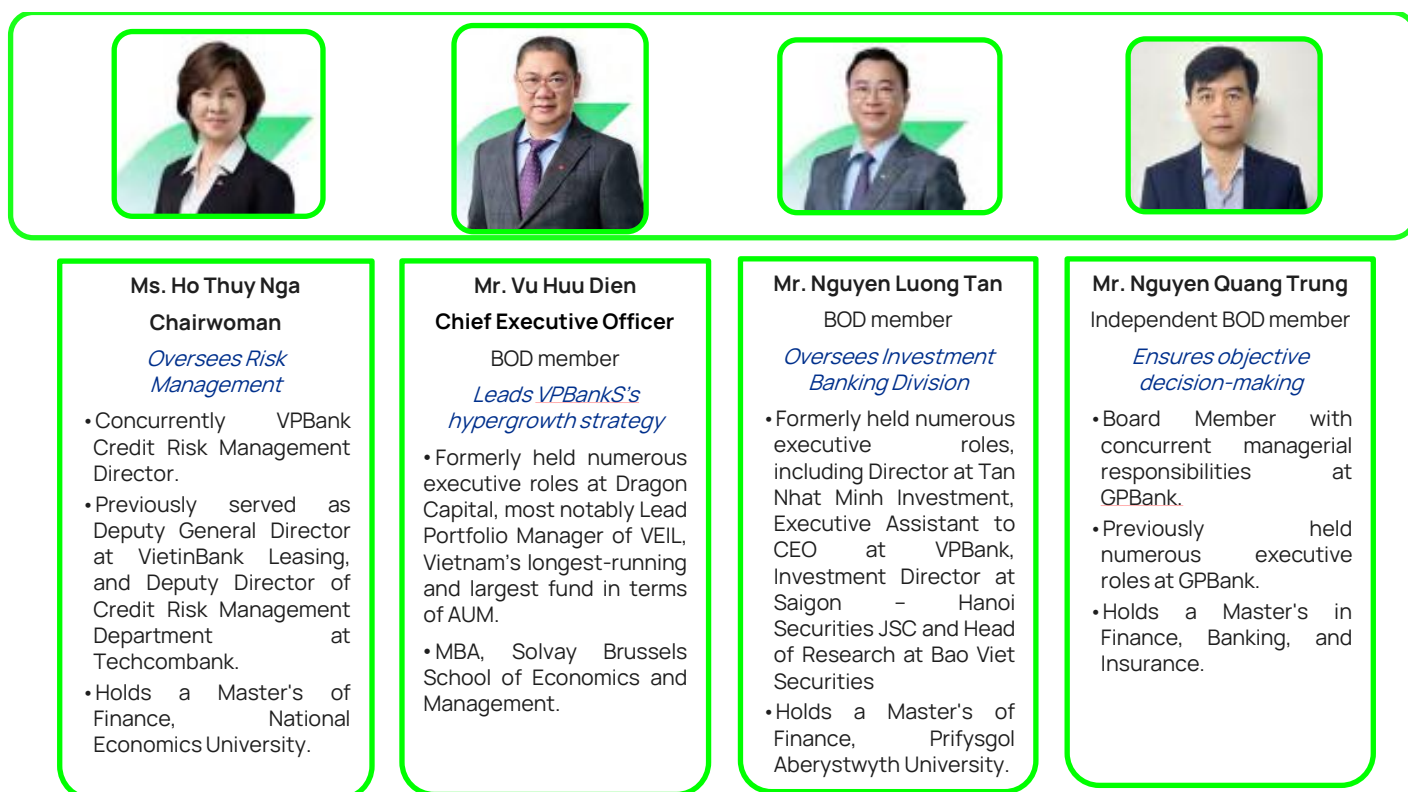 Ms. Ho Thuy Nga
Chairwoman
Oversees Risk
Management
•Concurrently VPBank
Credit Risk Management
Director.
•Previously served as
Deputy General Director
at VietinBank Leasing,
and Deputy Director of
Credit Risk Management
Department at
Techcombank.
•Holds a Master's of
Finance, National
Economics University.
Mr. Vu Huu Dien
Chief Executive Officer
BOD member
Leads VPBankS's
hypergrowth strategy
•Formerly held numerous
executive roles at Dragon
Capital, most notably Lead
Portfolio Manager of VEIL,
Vietnam's longest-running
and largest fund in terms
of AUM.
•MBA, Solvay Brussels
School of Economics and
Management.
Mr. Nguyen Luong Tan
BOD member
Oversees Investment
Banking Division
•Formerly held numerous
executive roles,
including Director at Tan
Nhat Minh Investment,
Executive Assistant to
CEO at VPBank,
Investment Director at
Saigon – Hanoi
Securities JSC and Head
of Research at Bao Viet
Securities
•Holds a Master's of
Finance, Prifysgol
Aberystwyth University.
Mr. Nguyen Quang Trung
Independent BOD member
Ensures objective
decision-making
•Board Member with
concurrent managerial
responsibilities at
GPBank.
•Previously held
numerous executive
roles at GPBank.
•Holds a Master's in
Finance, Banking, and
Insurance.